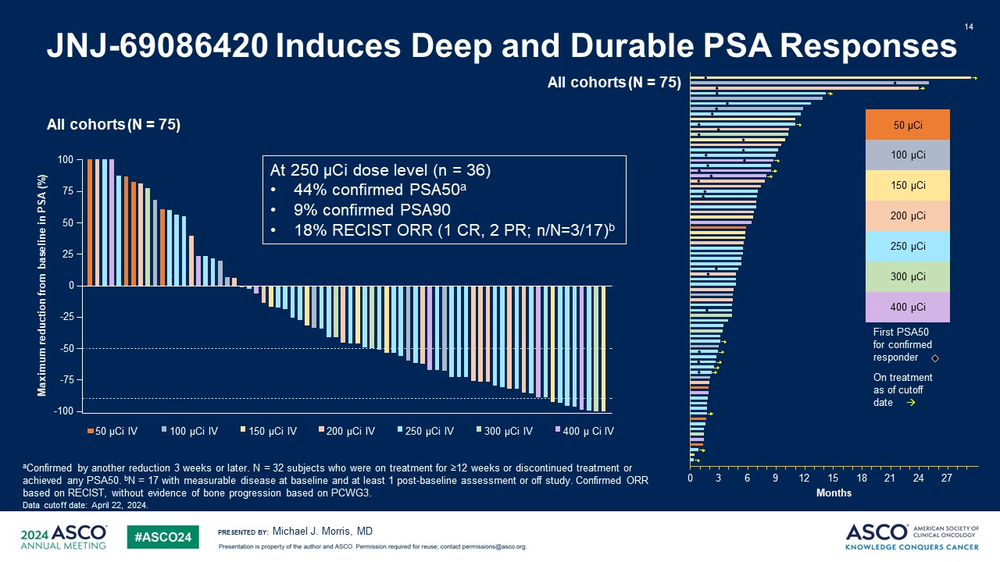 14
JNJ-69086420 Induces Deep and Durable PSA Responses
All cohorts (N = 75)
All cohorts (N = 75)
At 250 µCi dose level (n = 36)
• 44% confirmed PSA50ᵃ
• 9% confirmed PSA90
• 18% RECIST ORR (1 CR, 2 PR; n/N=3/17)ᵇ
Maximum reduction from baseline in PSA (%)
100
75
50
25
0
-25
-50
-75
-100
50 µCi IV 100 µCi IV 150 µCi IV 200 µCi IV 250 µCi IV 300 µCi IV 400 µ Ci IV
50 µCi
100 µCi
150 µCi
200 µCi
250 µCi
300 µCi
400 µCi
First PSA50
for confirmed
responder
On treatment
as of cutoff
date
0 3 6 9 12 15 18 21 24 27
Months
ᵃConfirmed by another reduction 3 weeks or later. N = 32 subjects who were on treatment for ≥12 weeks or discontinued treatment or
achieved any PSA50. ᵇN = 17 with measurable disease at baseline and at least 1 post-baseline assessment or off study. Confirmed ORR
based on RECIST, without evidence of bone progression based on PCWG3.
Data cutoff date: April 22, 2024.
2024 ASCO®
ANNUAL MEETING
#ASCO24
PRESENTED BY: Michael J. Morris, MD
Presentation is property of the author and ASCO. Permission required for reuse; contact permissions@asco.org.
ASCO® AMERICAN SOCIETY OF
CLINICAL ONCOLOGY
KNOWLEDGE CONQUERS CANCER